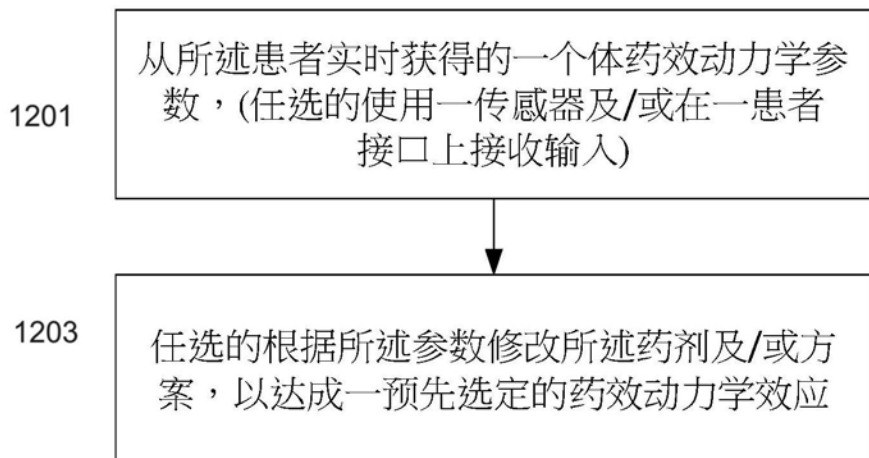 1201
从所述患者实时获得的一个体药效动力学参
数，(任选的使用一传感器及/或在一患者
接口上接收输入)
1203
任选的根据所述参数修改所述药剂及/或方
案，以达成一预先选定的药效动力学效应